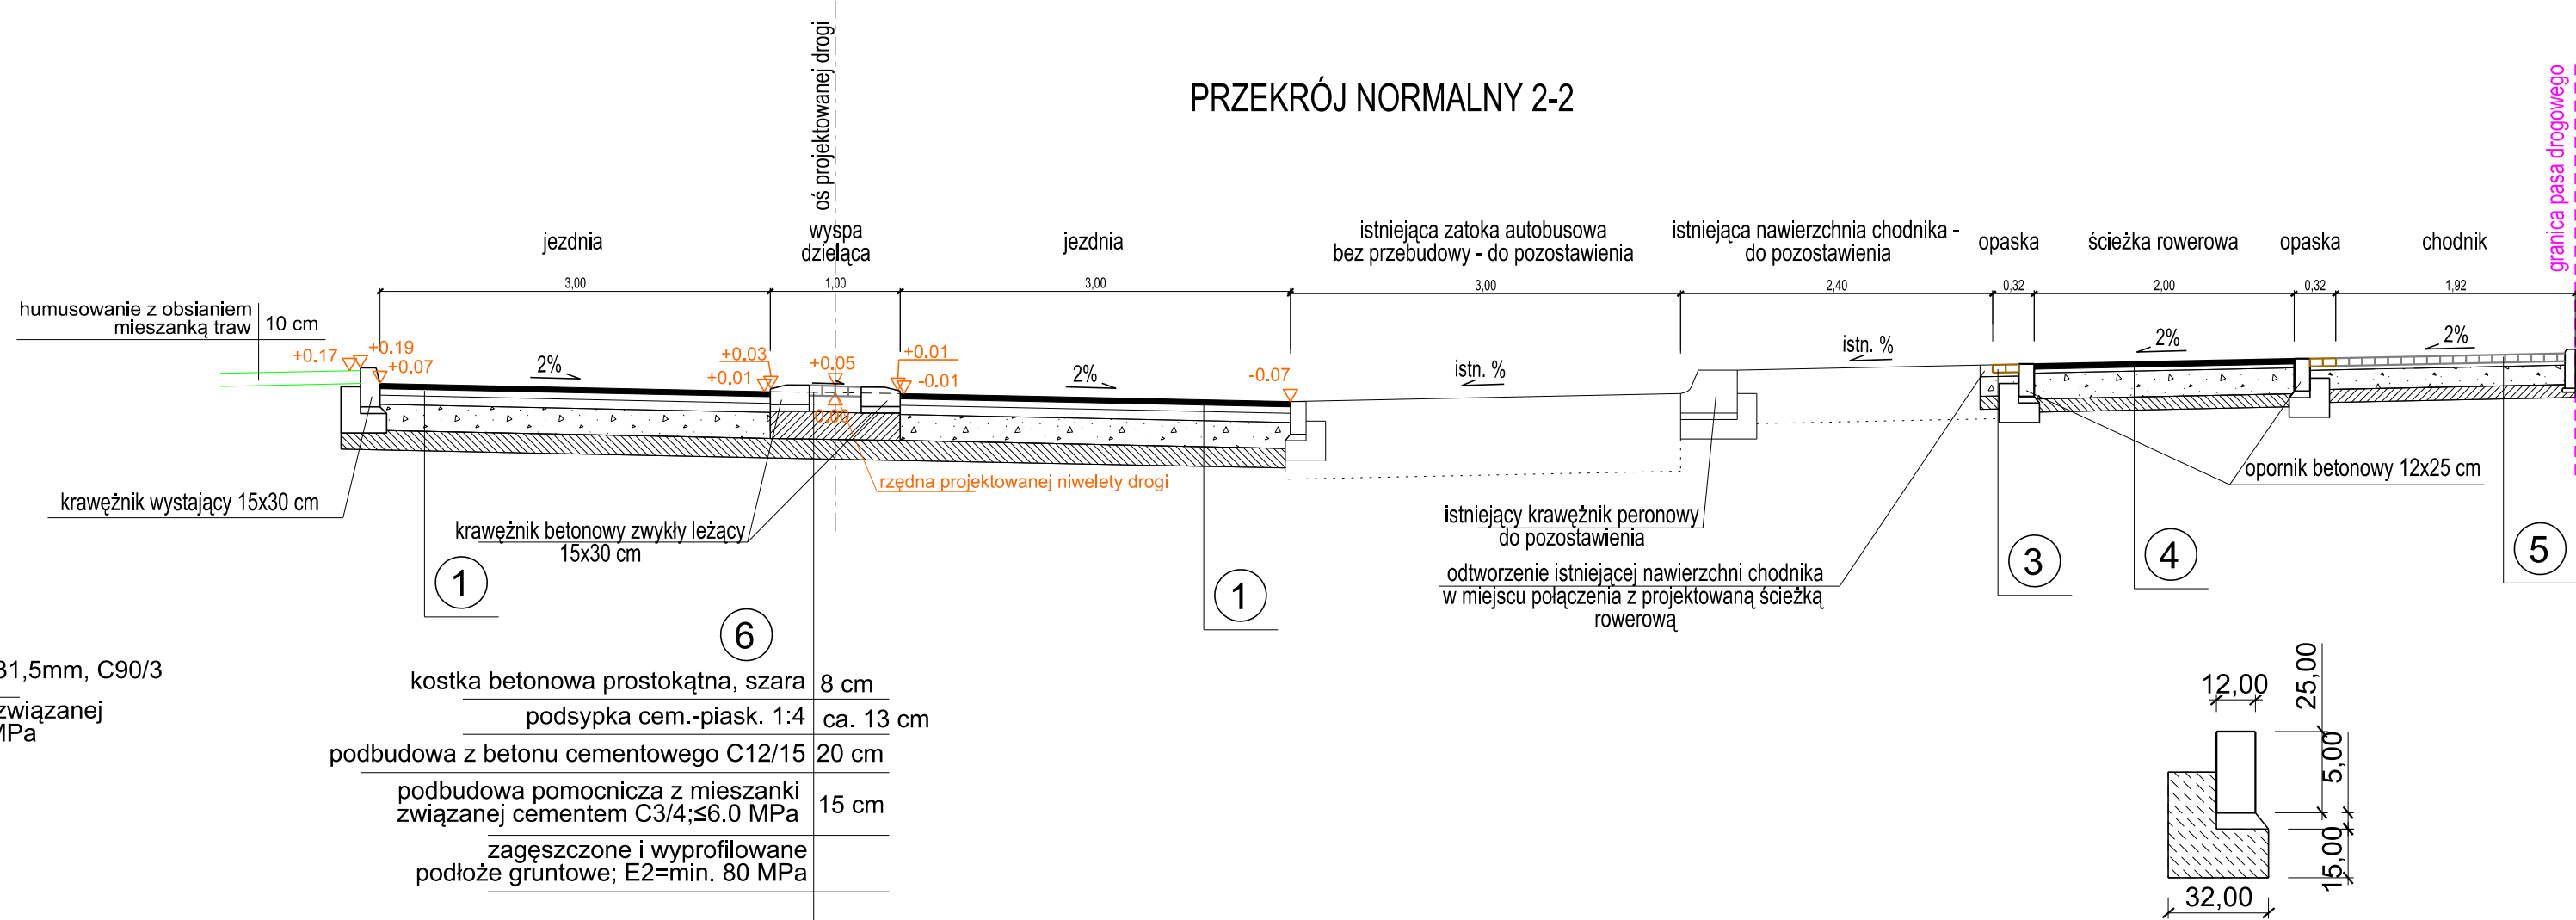 PRZEKRÓJ NORMALNY 2-2
oś projektowanej drogi
granica pasa drogowego
jezdnia
wyspa
dzieląca
jezdnia
istniejąca zatoka autobusowa
bez przebudowy - do pozostawienia
istniejąca nawierzchnia chodnika -
do pozostawienia
opaska
ścieżka rowerowa
opaska
chodnik
3,00
1,00
3,00
3,00
2,40
0,32
2,00
0,32
1,92
humusowanie z obsianiem
mieszanką traw
10 cm
+0.17
+0.19
+0.07
2%
+0.03
+0.01
+0.05
0.00
+0.01
-0.01
2%
-0.07
istn. %
istn. %
2%
2%
rzędna projektowanej niwelety drogi
krawężnik wystający 15x30 cm
krawężnik betonowy zwykły leżący
15x30 cm
istniejący krawężnik peronowy
do pozostawienia
odtworzenie istniejącej nawierzchni chodnika
w miejscu połączenia z projektowaną ścieżką
rowerową
opornik betonowy 12x25 cm
1
1
3
4
5
6
31,5mm, C90/3
związanej
MPa
kostka betonowa prostokątna, szara 8 cm
podsypka cem.-piask. 1:4 ca. 13 cm
podbudowa z betonu cementowego C12/15 20 cm
podbudowa pomocnicza z mieszanki
związanej cementem C3/4;≤6.0 MPa
15 cm
zagęszczone i wyprofilowane
podłoże gruntowe; E2=min. 80 MPa
12,00
25,00
5,00
15,00
32,00